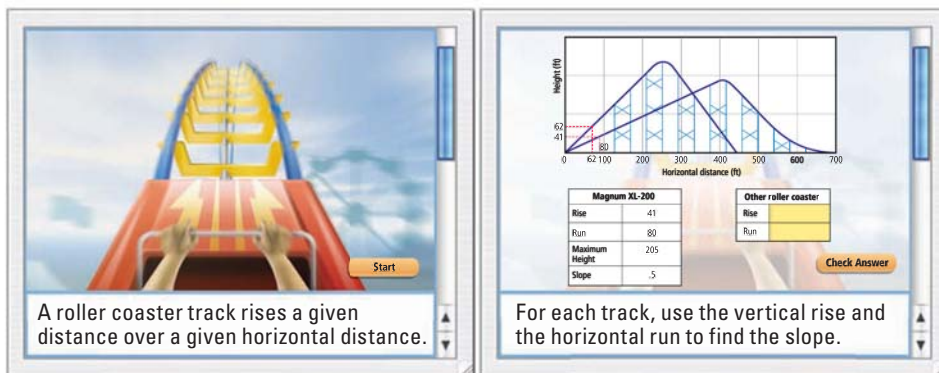 Start
A roller coaster track rises a given
distance over a given horizontal distance.
Height (ft)
62
41
80
0 62 100 200 300 400 500 600 700
Horizontal distance (ft)
Magnum XL-200
Rise 41
Run 80
Maximum
Height 205
Slope .5
Other roller coaster
Rise
Run
Check Answer
For each track, use the vertical rise and
the horizontal run to find the slope.